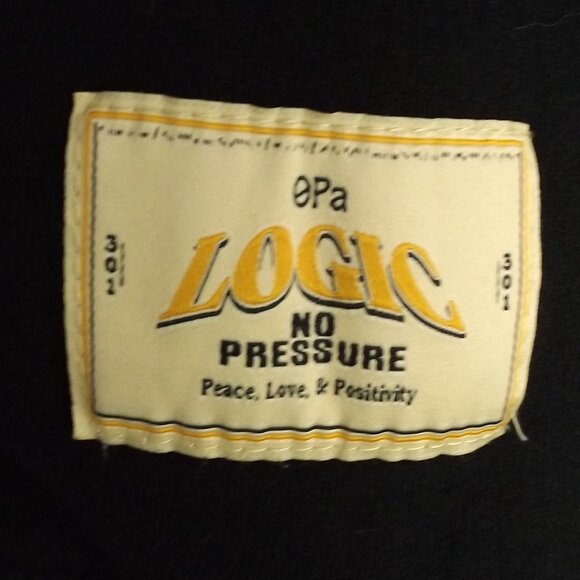 0Pa
LOGIC
NO
PRESSURE
Peace, Love, & Positivity
301
301